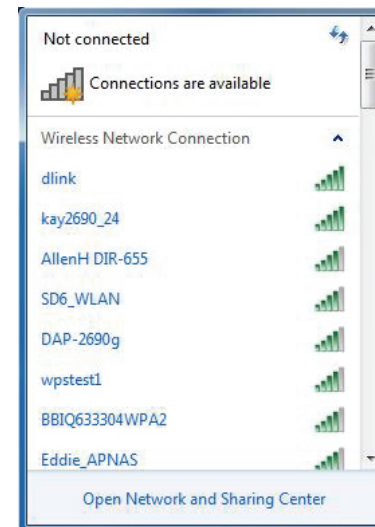 Not connected
Connections are available
Wireless Network Connection
dlink
kay2690_24
AllenH DIR-655
SD6_WLAN
DAP-2690g
wpstest1
BBIQ633304WPA2
Eddie_APNAS
Open Network and Sharing Center